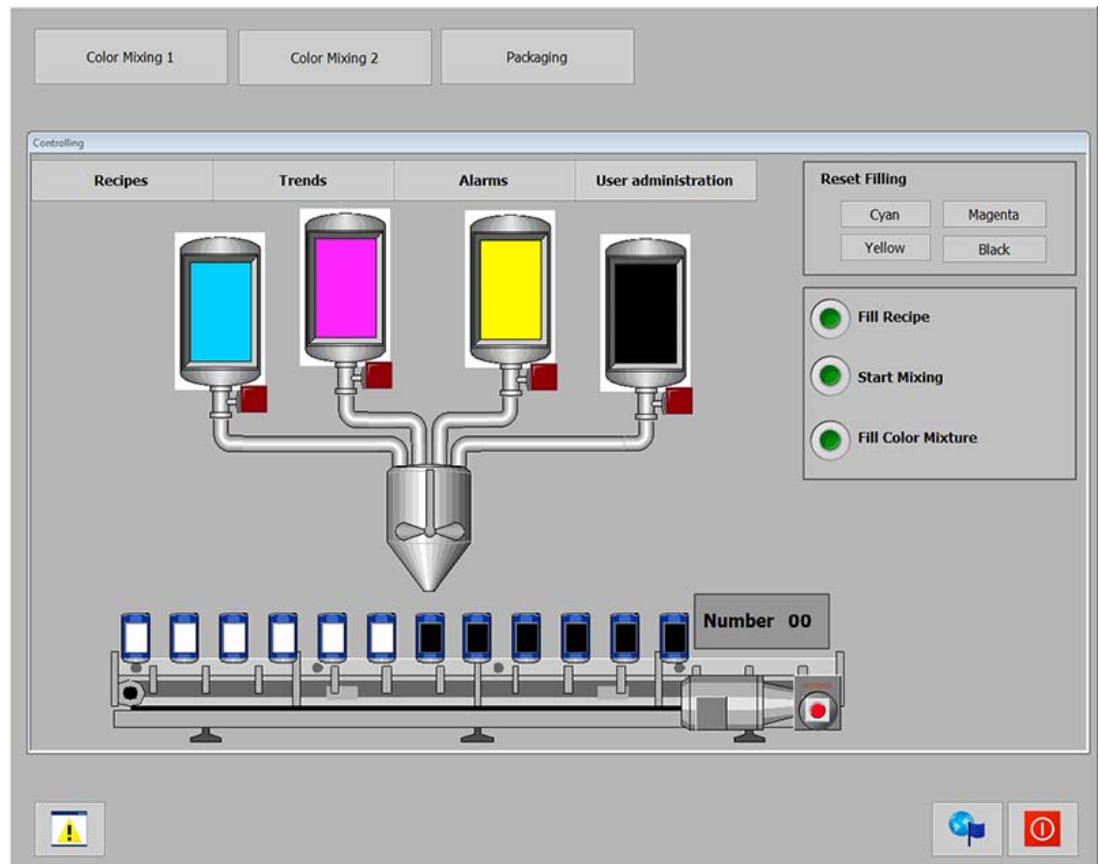 Color Mixing 1
Color Mixing 2
Packaging
Controlling
Recipes
Trends
Alarms
User administration
Reset Filling
Cyan
Magenta
Yellow
Black
Fill Recipe
Start Mixing
Fill Color Mixture
Number 00